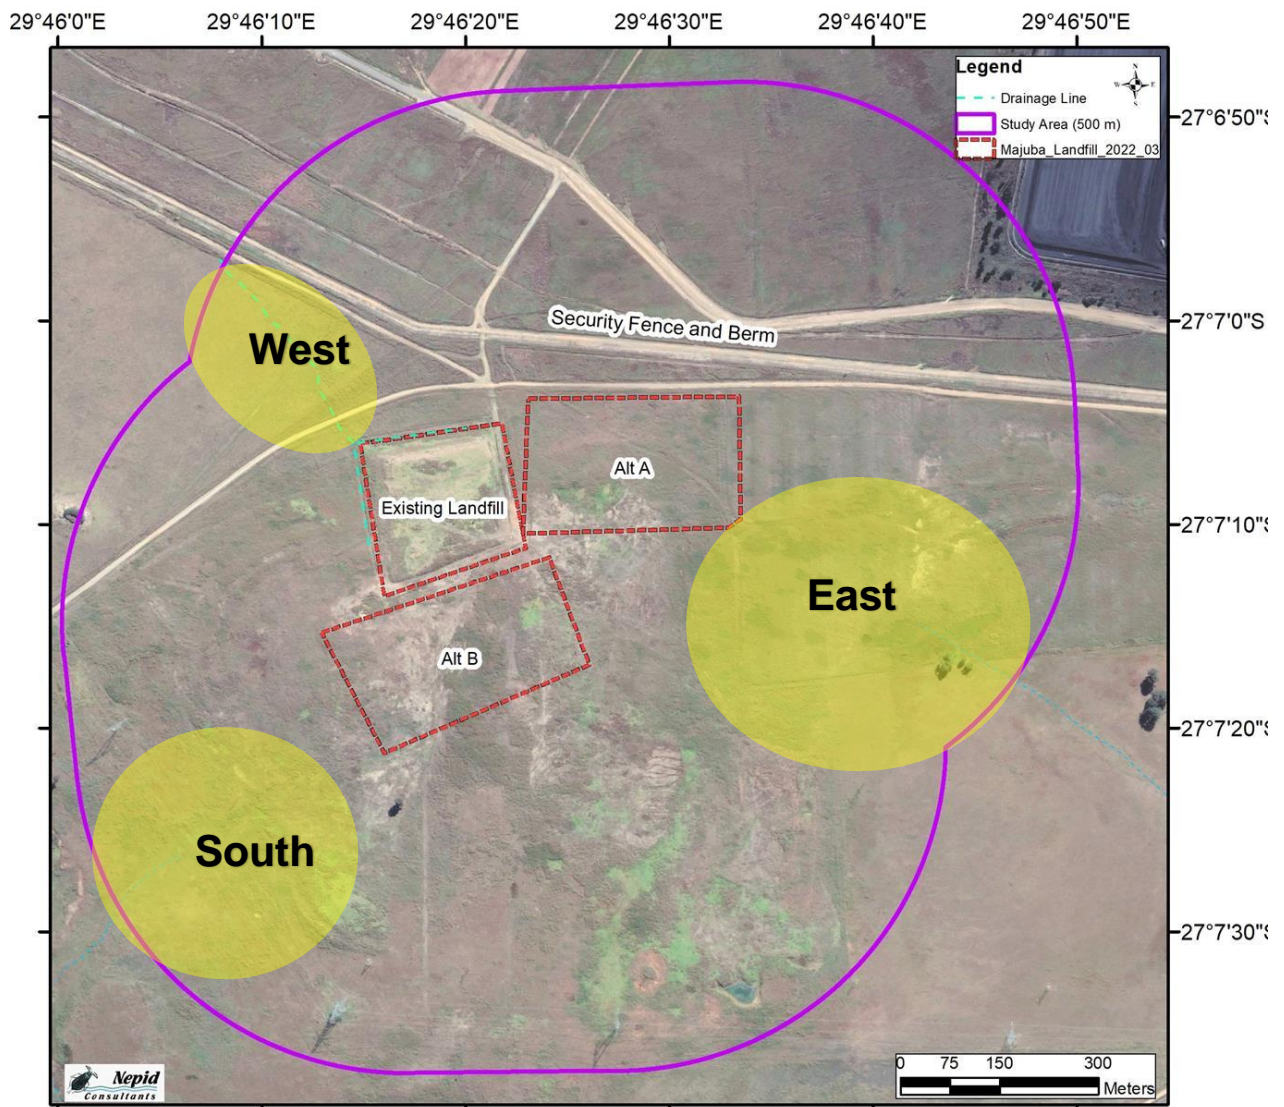 29°46'0"E 29°46'10"E 29°46'20"E 29°46'30"E 29°46'40"E 29°46'50"E
Legend
N
W E
S
Drainage Line
Study Area (500 m)
Majuba_Landfill_2022_03
27°6'50"S
27°7'0"S
Security Fence and Berm
West
Alt A
Existing Landfill
27°7'10"S
East
Alt B
27°7'20"S
South
27°7'30"S
0 75 150 300
Meters
Nepid
Consultants